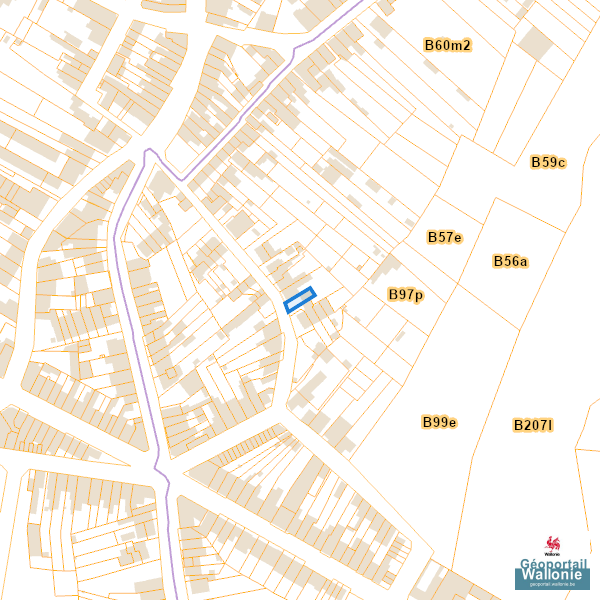 B60m2
B59c
B57e
B56a
B97p
B99e
B207l
Wallonie
Géoportail
Wallonie
geoportail.wallonie.be